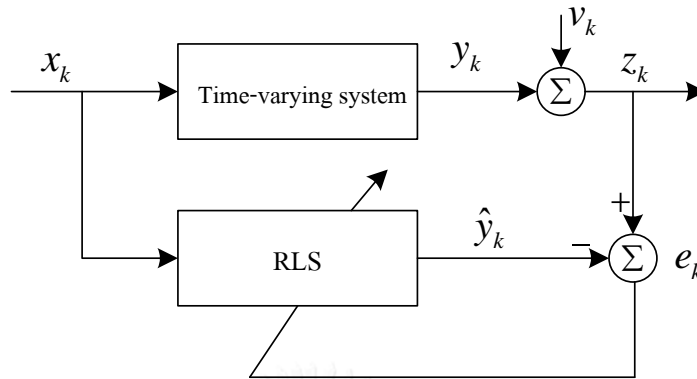 v_k
x_k
y_k
z_k
Time-varying system
Σ
+
RLS
ŷ_k
−
Σ
e_k